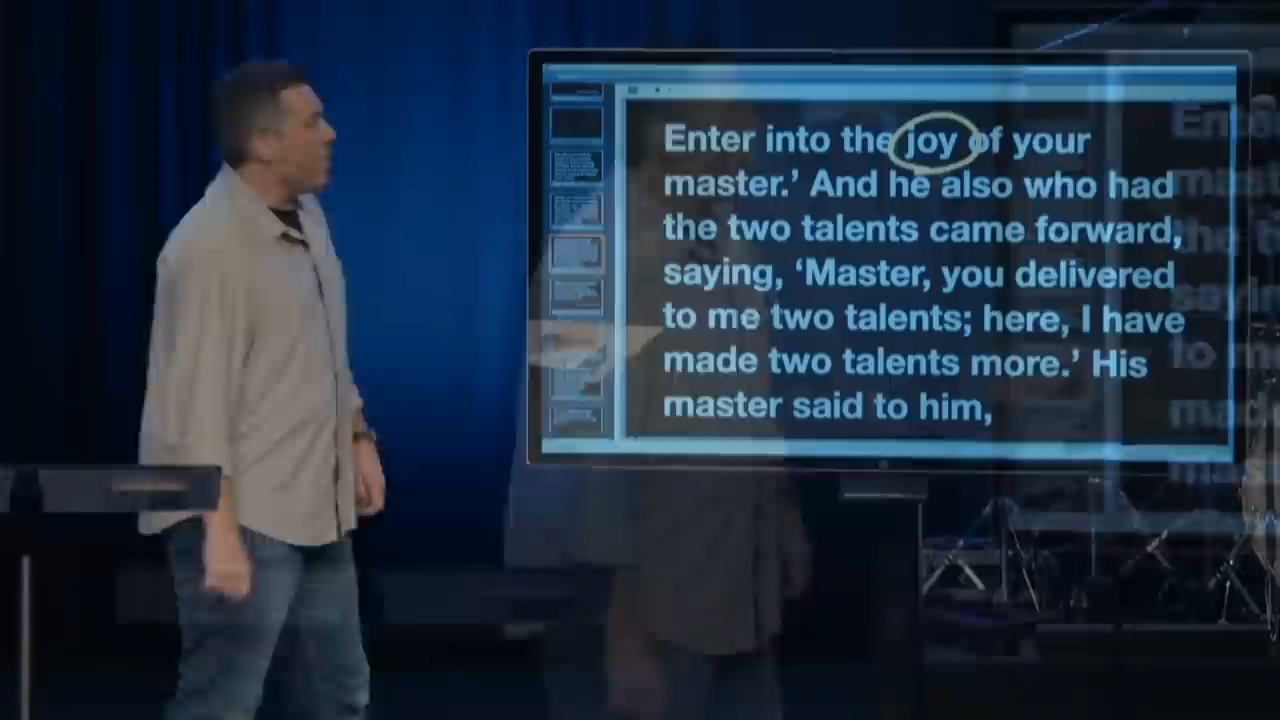 Enter into the joy of your
master.’ And he also who had
the two talents came forward,
saying, ‘Master, you delivered
to me two talents; here, I have
made two talents more.’ His
master said to him,